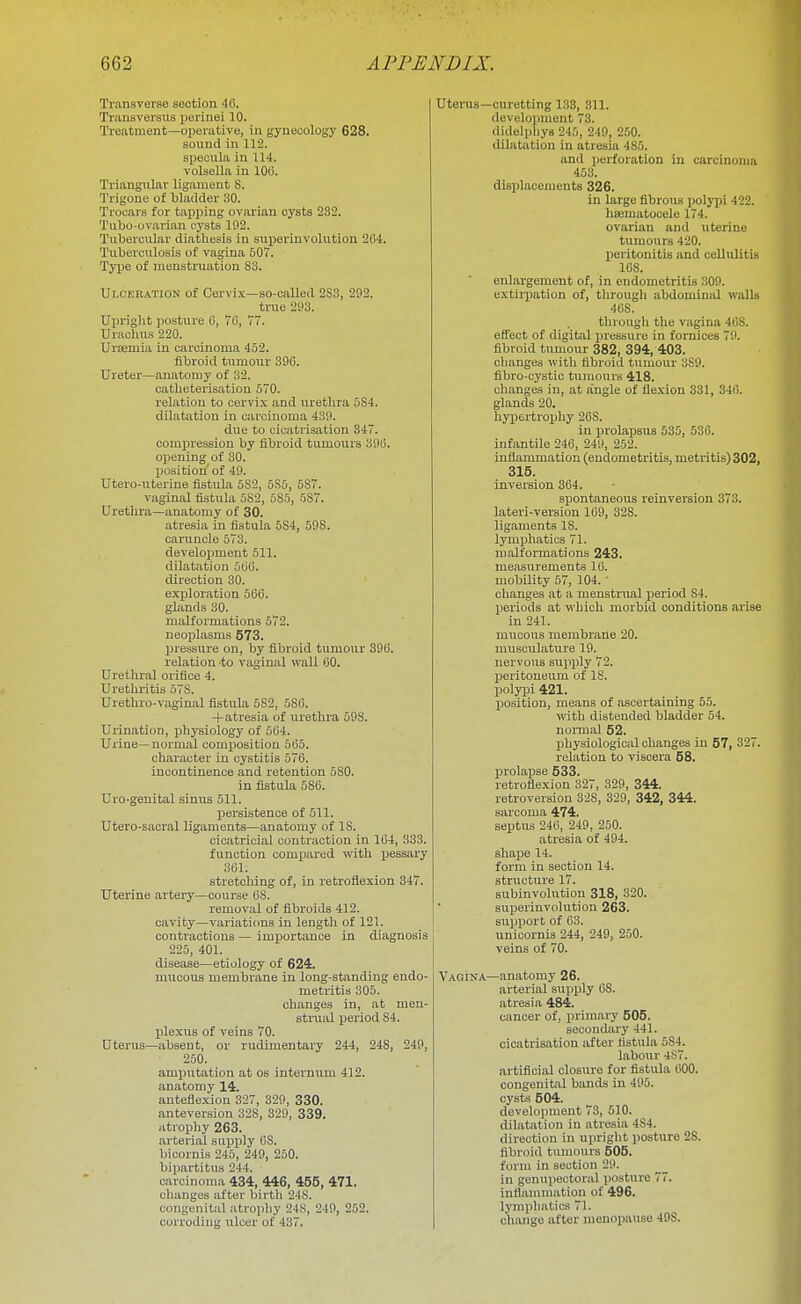 662 APPENDIX.
Transverse section 46.
Transversus perinei 10.
Treatment—operative, in gynecology 628.
sound in 112.
specula in 114.
volsella in 106.
Triangular ligament 8.
Trigone of bladder 30.
Trocars for tapping ovarian cysts 232.
Tubo-ovarian cysts 192.
Tubercular diathesis in superinvolution 264.
Tuberculosis of vagina 507.
Type of menstruation 83.
ULCERATION of Cervix—so-called 283, 292.
true 293.
Upright posture 6, 76, 77.
Urachus 220.
Uræmia in carcinoma 452.
fibroid tumour 396.
Ureter—anatomy of 32.
catheterisation 570.
relation to cervix and urethra 584.
dilatation in carcinoma 439.
due to cicatrisation 347.
compression by fibroid tumours 396.
opening of 30.
position of 49.
Utero-uterine fistula 582, 585, 587.
vaginal fistula 582, 585, 587.
Urethra—anatomy of 30.
atresia in fistula 584, 598.
caruncle 573.
development 511.
dilatation 566.
direction 30.
exploration 566.
glands 30.
malformations 572.
neoplasms 573.
pressure on, by fibroid tumour 396.
relation to vaginal wall 60.
Urethral orifice 4.
Urethritis 578.
Urethro-vaginal fistula 582, 586.
+atresia of urethra 598.
Urination, physiology of 564.
Urine—normal composition 565.
character in cystitis 576.
incontinence and retention 580.
in fistula 586.
Uro-genital sinus 511.
persistence of 511.
Utero-sacral ligaments—anatomy of 18.
cicatricial contraction in 164, 333.
function compared with pessary
361.
stretching of, in retroflexion 347.
Uterine artery—course 68.
removal of fibroids 412.
cavity—variations in length of 121.
contractions — importance in diagnosis
225, 401.
disease—etiology of 624.
mucous membrane in long-standing endo-
metritis 305.
changes in, at men-
strual period 84.
plexus of veins 70.
Uterus—absent, or rudimentary 244, 248, 249,
250.
amputation at os internum 412.
anatomy 14.
anteflexion 327, 329, 330.
anteversion 328, 329, 339.
atrophy 263.
arterial supply 68.
bicornis 245, 249, 250.
bipartitus 244.
carcinoma 434, 446, 455, 471.
changes after birth 248.
congenital atrophy 248, 249, 252.
corroding ulcer of 437.
Uterus—curetting 133, 311.
development 73.
didelphys 245, 249, 250.
dilatation in atresia 485.
and perforation in carcinoma
453.
displacements 326.
in large fibrous polypi 422.
hæmatocele 174.
ovarian and uterine
tumours 420.
peritonitis and cellulitis
168.
enlargement of, in endometritis 309.
extirpation of, through abdominal walls
468.
through the vagina 468.
effect of digital pressure in fornices 79.
fibroid tumour 382, 394, 403.
changes with fibroid tumour 389.
fibro-cystic tumours 418.
changes in, at angle of flexion 331, 346.
glands 20.
hypertrophy 268.
in prolapsus 535, 536.
infantile 246, 249, 252.
inflammation (endometritis, metritis) 302,
315.
inversion 364.
spontaneous reinversion 373.
lateri-version 169, 328.
ligaments 18.
lymphatics 71.
malformations 243.
measurements 16.
mobility 57, 104.
changes at a menstrual period 84.
periods at which morbid conditions arise
in 241.
mucous membrane 20.
musculature 19.
nervous supply 72.
peritoneum of 18.
polypi 421.
position, means of ascertaining 55.
with distended bladder 54.
normal 52.
physiological changes in 57, 327.
relation to viscera 58.
prolapse 533.
retroflexion 327, 329, 344.
retroversion 328, 329, 342, 344.
sarcoma 474.
septus 246, 249, 250.
atresia of 494.
shape 14.
form in section 14.
structure 17.
subinvolution 318, 320.
superinvolution 263.
support of 63.
unicornis 244, 249, 250.
veins of 70.
VAGINA—anatomy 26.
arterial supply 68.
atresia 484.
cancer of, primary 505.
secondary 441.
cicatrisation after fistula 584.
labour 487.
artificial closure for fistula 600.
congenital bands in 495.
cysts 504.
development 73, 510.
dilatation in atresia 484.
direction in upright posture 28.
fibroid tumours 505.
form in section 29.
in genupectoral posture 77.
inflammation of 496.
lymphatics 71.
change after menopause 498.